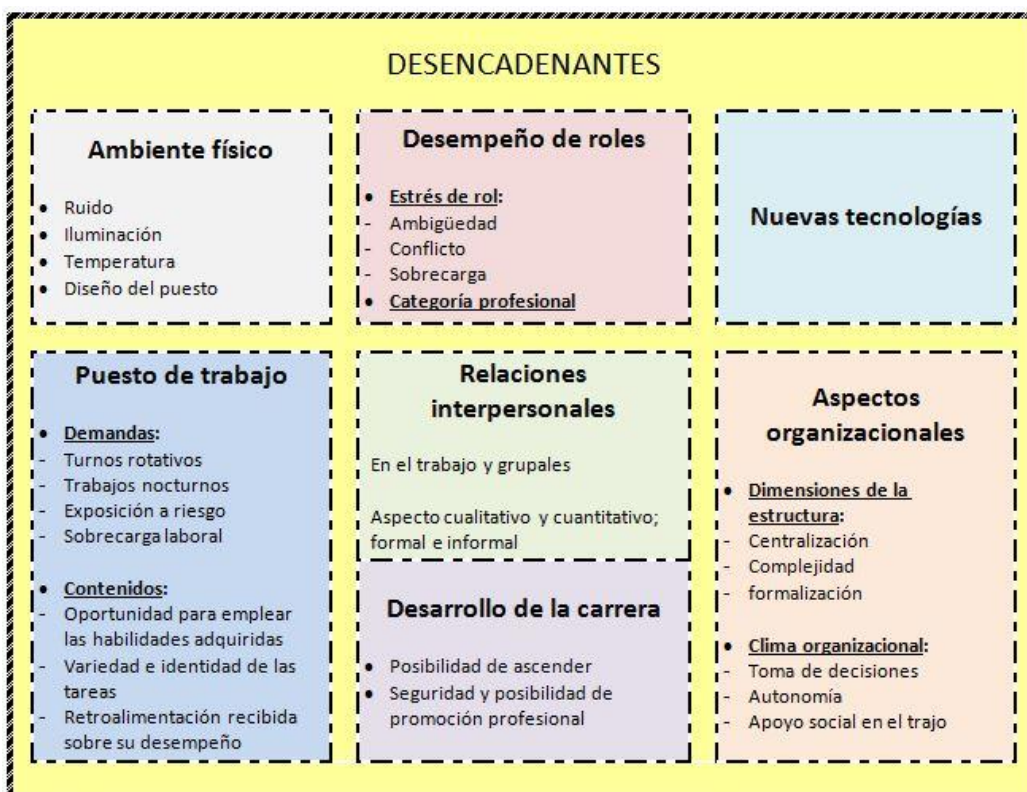 DESENCADENANTES
Ambiente físico
• Ruido
• Iluminación
• Temperatura
• Diseño del puesto
Desempeño de roles
• Estrés de rol:
- Ambigüedad
- Conflicto
- Sobrecarga
• Categoría profesional
Nuevas tecnologías
Puesto de trabajo
• Demandas:
- Turnos rotativos
- Trabajos nocturnos
- Exposición a riesgo
- Sobrecarga laboral
• Contenidos:
- Oportunidad para emplear
las habilidades adquiridas
- Variedad e identidad de las
tareas
- Retroalimentación recibida
sobre su desempeño
Relaciones
interpersonales
En el trabajo y grupales
Aspecto cualitativo y cuantitativo;
formal e informal
Desarrollo de la carrera
• Posibilidad de ascender
• Seguridad y posibilidad de
promoción profesional
Aspectos
organizacionales
• Dimensiones de la
estructura:
- Centralización
- Complejidad
- formalización
• Clima organizacional:
- Toma de decisiones
- Autonomía
- Apoyo social en el trajo